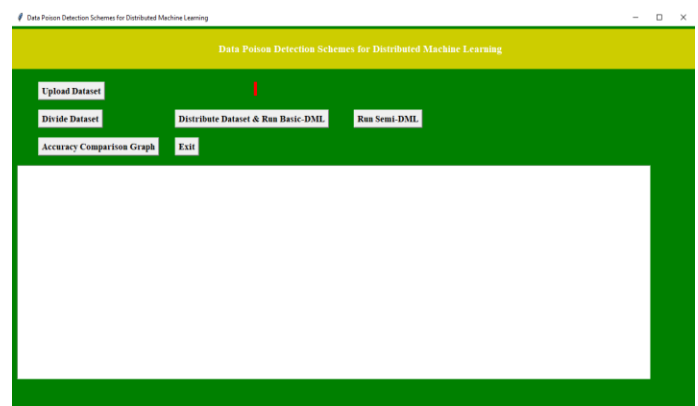 Data Poison Detection Schemes for Distributed Machine Learning
Data Poison Detection Schemes for Distributed Machine Learning
Upload Dataset
Divide Dataset Distribute Dataset & Run Basic-DML Run Semi-DML
Accuracy Comparison Graph Exit